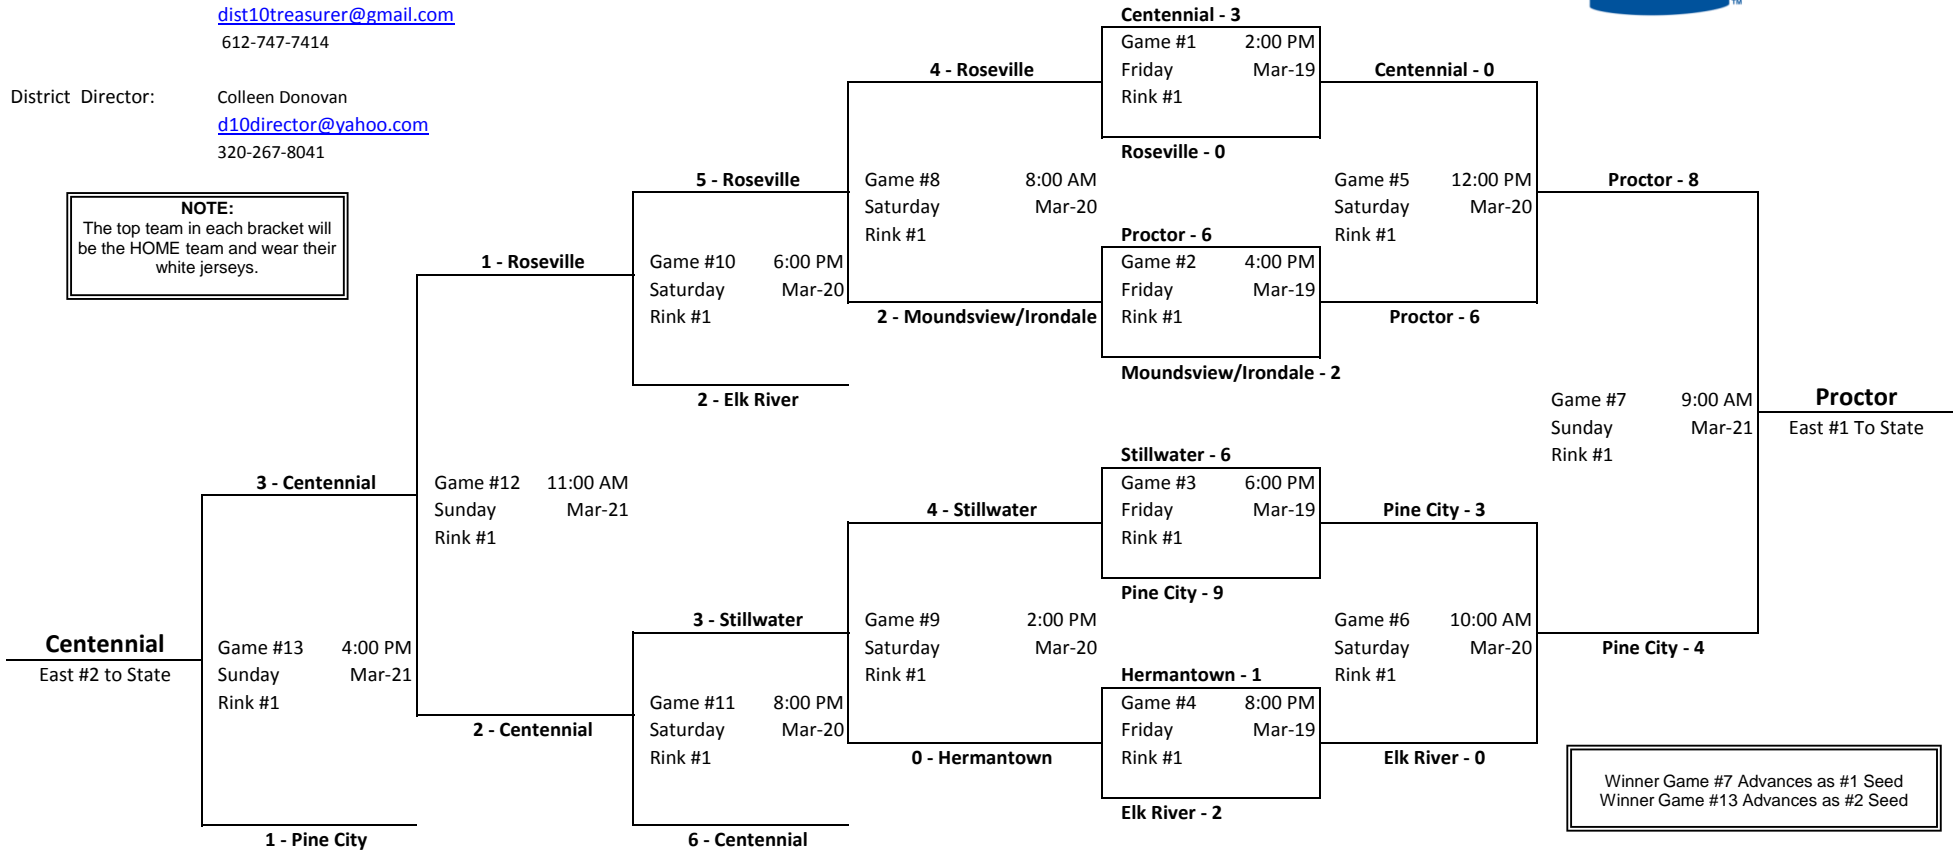 dist10treasurer@gmail.com
612-747-7414
District Director: Colleen Donovan
d10director@yahoo.com
320-267-8041
NOTE:
The top team in each bracket will
be the HOME team and wear their
white jerseys.
Centennial
East #2 to State
3 - Centennial
Game #13 4:00 PM
Sunday Mar-21
Rink #1
1 - Pine City
1 - Roseville
Game #12 11:00 AM
Sunday Mar-21
Rink #1
2 - Centennial
5 - Roseville
Game #10 6:00 PM
Saturday Mar-20
Rink #1
2 - Elk River
3 - Stillwater
Game #11 8:00 PM
Saturday Mar-20
Rink #1
6 - Centennial
4 - Roseville
Game #8 8:00 AM
Saturday Mar-20
Rink #1
2 - Moundsview/Irondale
4 - Stillwater
Game #9 2:00 PM
Saturday Mar-20
Rink #1
0 - Hermantown
Centennial - 3
Game #1 2:00 PM
Friday Mar-19
Rink #1
Roseville - 0
Proctor - 6
Game #2 4:00 PM
Friday Mar-19
Rink #1
Moundsview/Irondale - 2
Stillwater - 6
Game #3 6:00 PM
Friday Mar-19
Rink #1
Pine City - 9
Hermantown - 1
Game #4 8:00 PM
Friday Mar-19
Rink #1
Elk River - 2
Centennial - 0
Game #5 12:00 PM
Saturday Mar-20
Rink #1
Proctor - 6
Pine City - 3
Game #6 10:00 AM
Saturday Mar-20
Rink #1
Elk River - 0
Proctor - 8
Game #7 9:00 AM
Sunday Mar-21
Rink #1
Pine City - 4
Proctor
East #1 To State
Winner Game #7 Advances as #1 Seed
Winner Game #13 Advances as #2 Seed
TM